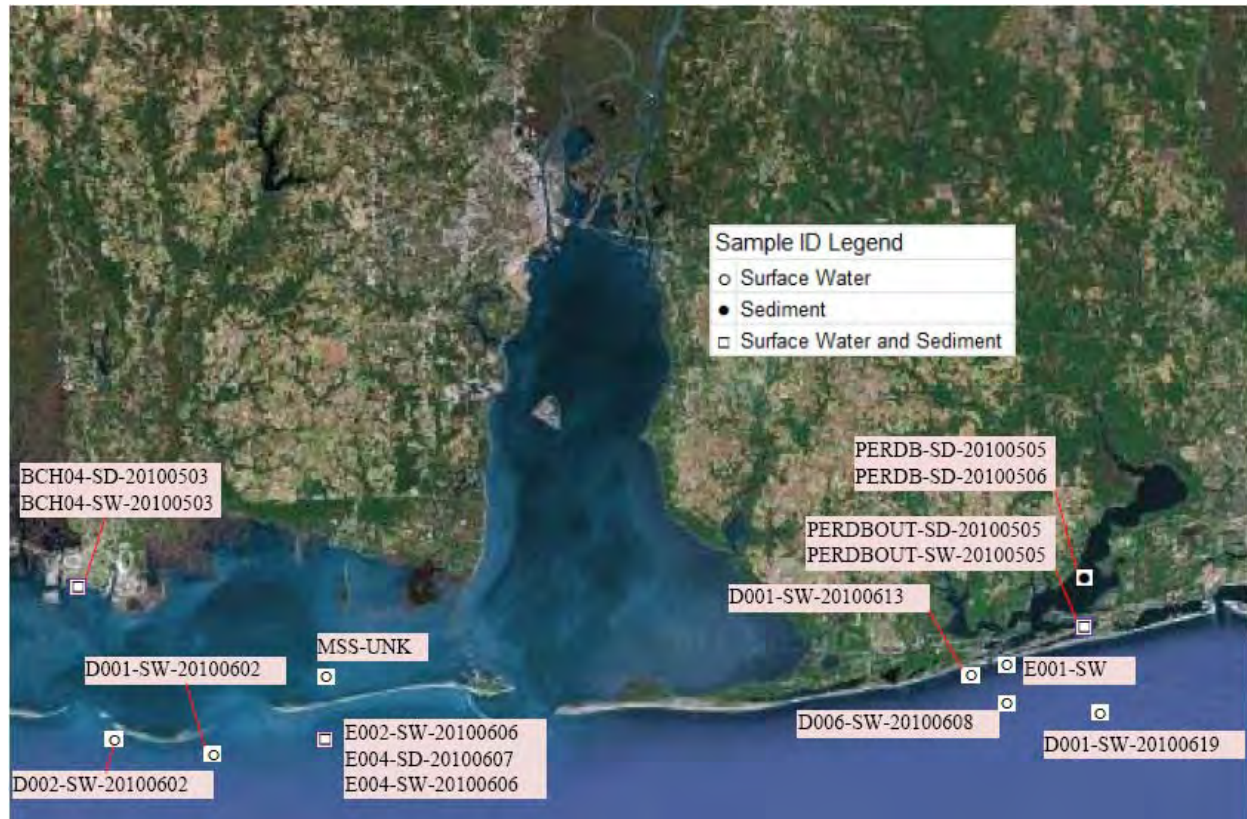 Sample ID Legend
Surface Water
Sediment
Surface Water and Sediment
PERDB-SD-20100505
PERDB-SD-20100506
BCH04-SD-20100503
BCH04-SW-20100503
PERDBOUT-SD-20100505
PERDBOUT-SW-20100505
D001-SW-20100613
MSS-UNK
D001-SW-20100602
E001-SW
D006-SW-20100608
E002-SW-20100606
E004-SD-20100607
E004-SW-20100606
D001-SW-20100619
D002-SW-20100602